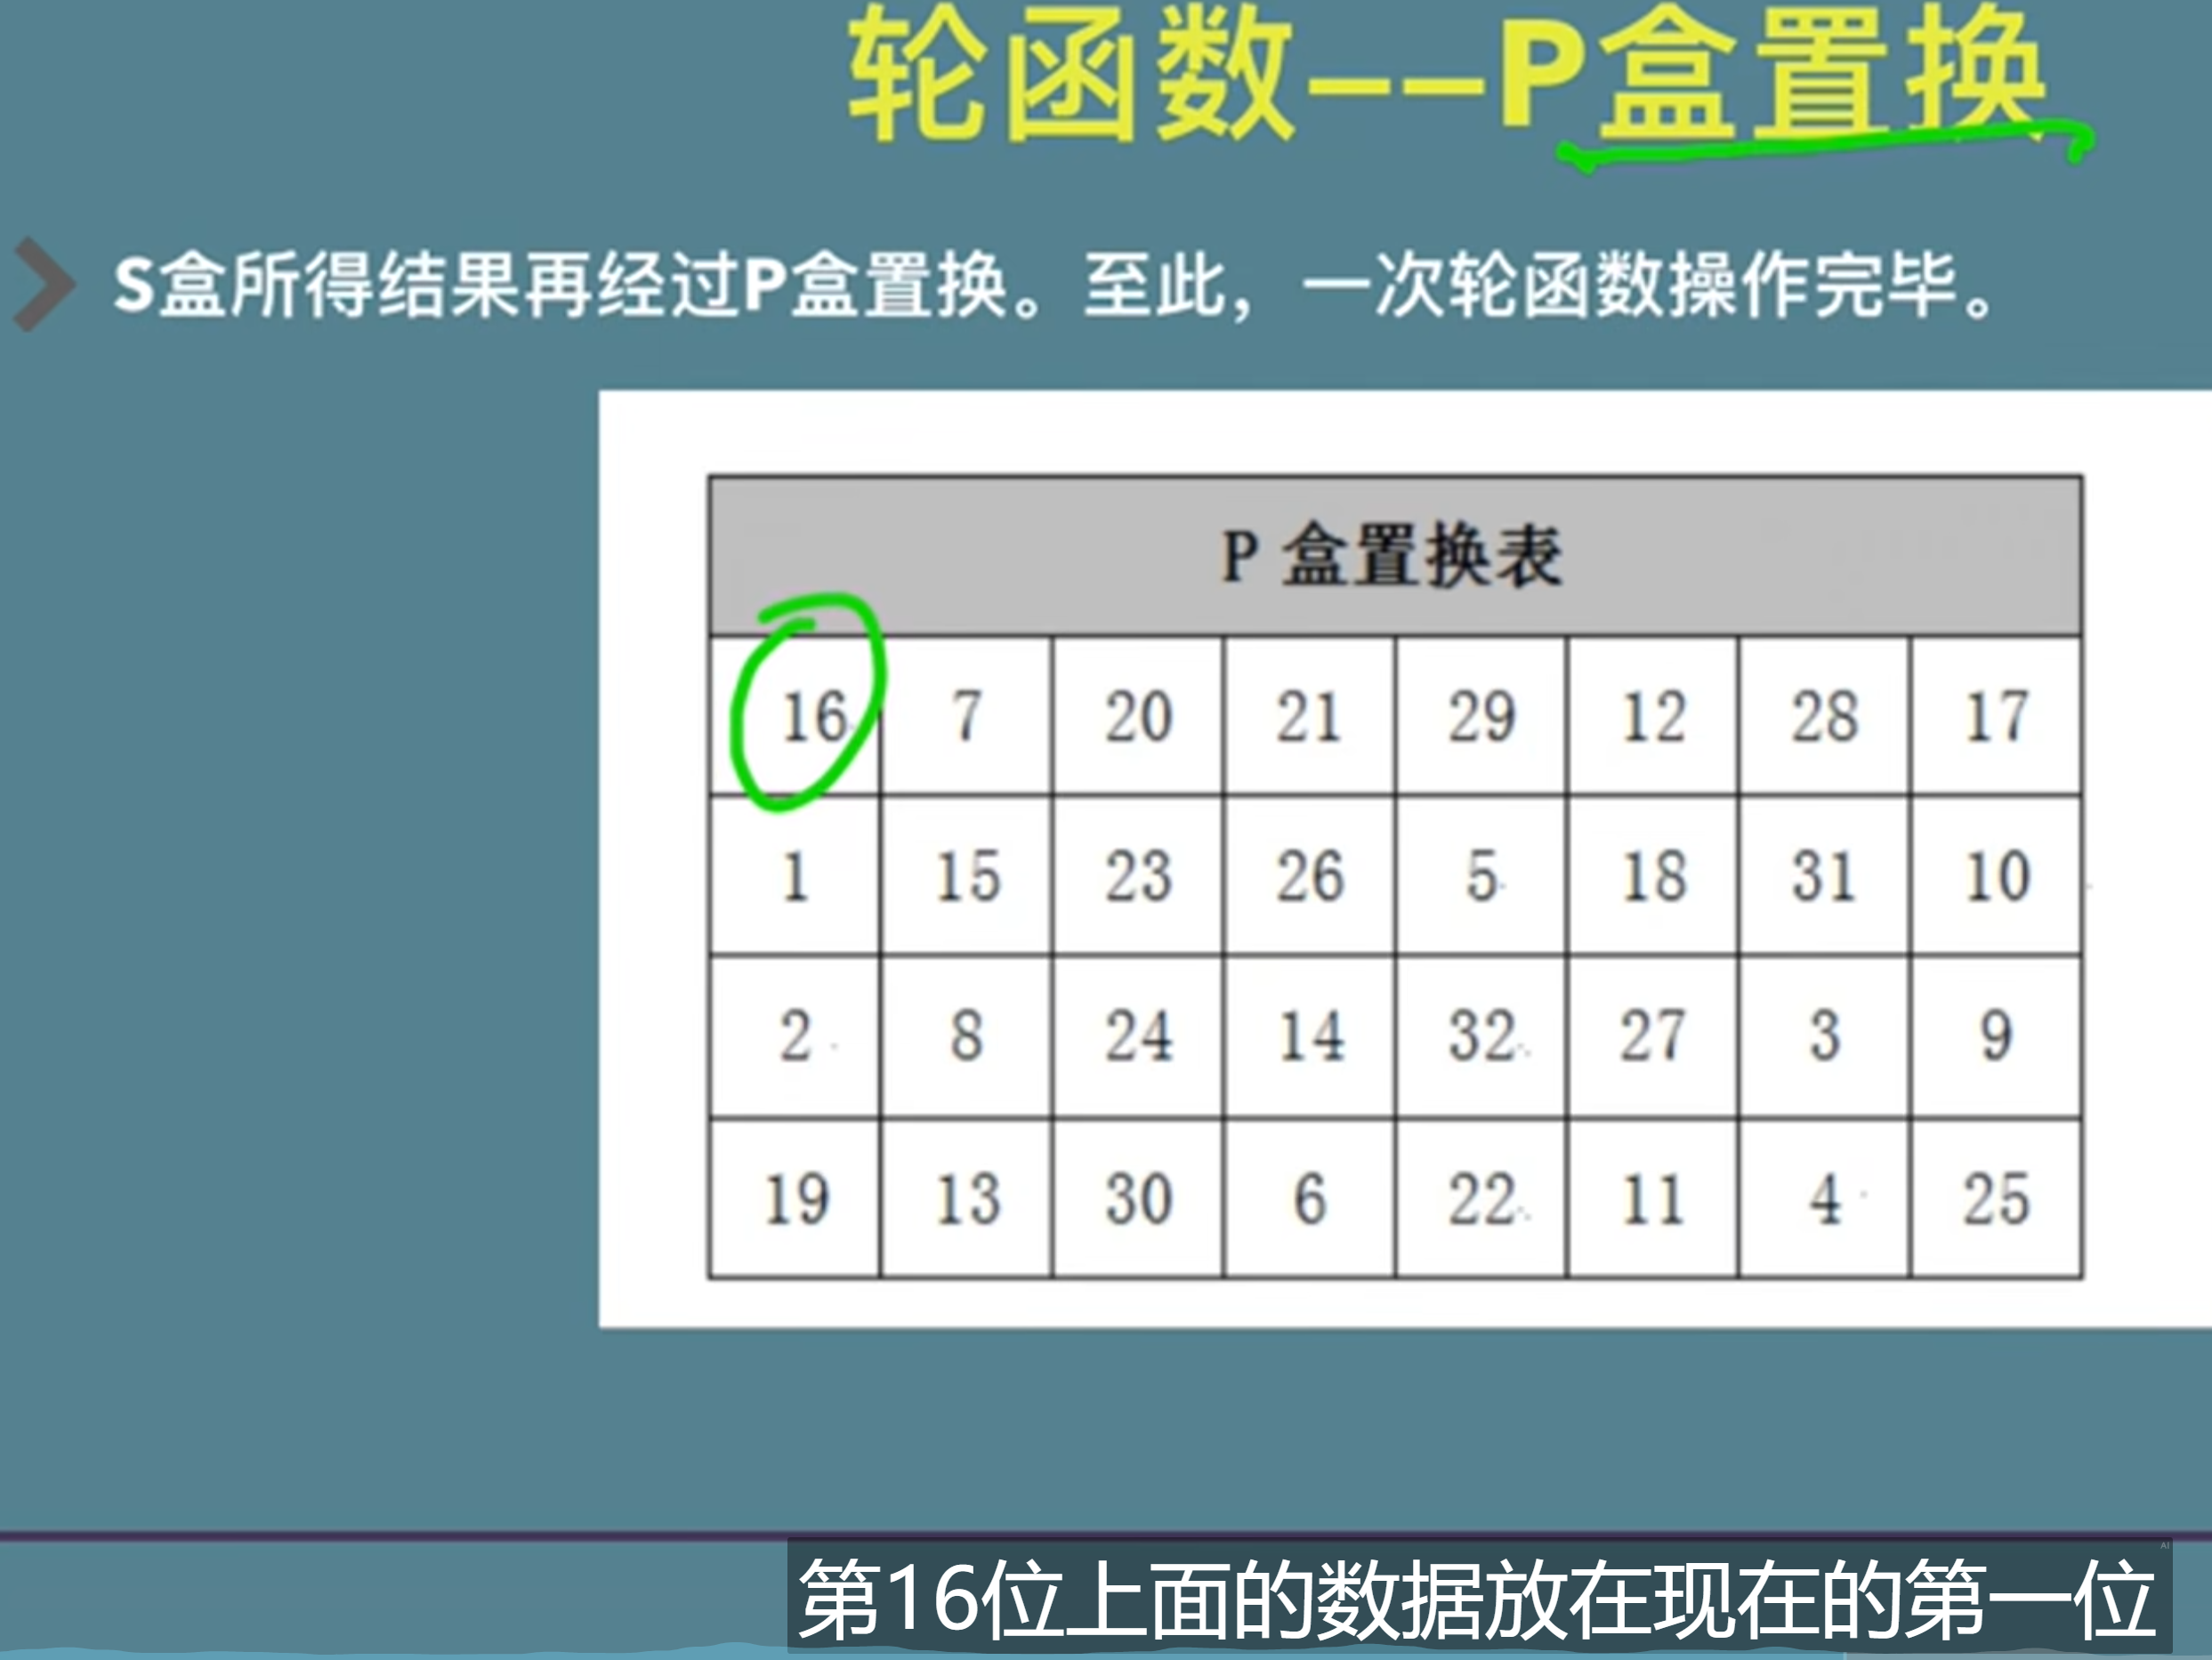 轮函数--P盒置换
S盒所得结果再经过P盒置换。至此，一次轮函数操作完毕。
P 盒置换表
16 7 20 21 29 12 28 17
1 15 23 26 5 18 31 10
2 8 24 14 32 27 3 9
19 13 30 6 22 11 4 25
AI
第16位上面的数据放在现在的第一位